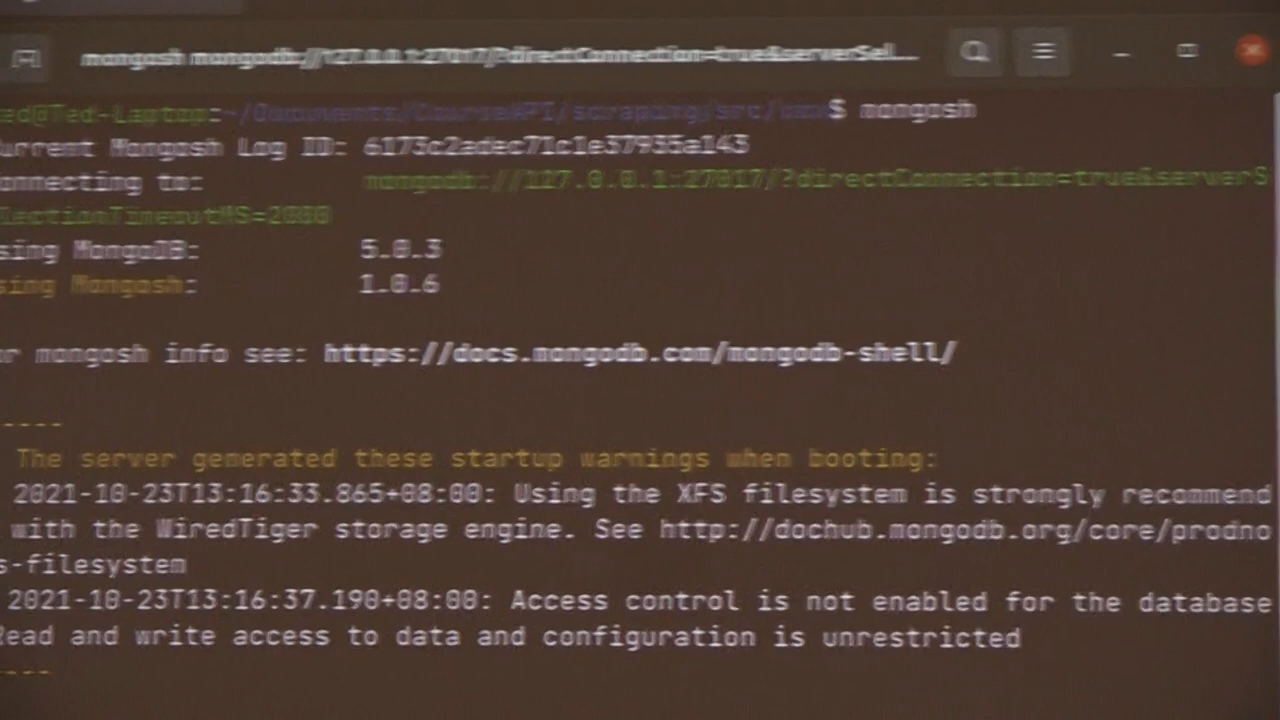 mongosh mongodb://127.0.0.1:27017/?directConnection=true&serverSel...
ed@Ted-Laptop:~/Documents/CourseAPI/scraping/src/ $ mongosh
urrent Mongosh Log ID: 6173c2adec71c1e37935a143
onnecting to: mongodb://127.0.0.1:27017/?directConnection=true&serverS
lectionTimeoutMS=2000
sing MongoDB: 5.0.3
sing Mongosh: 1.0.6
or mongosh info see: https://docs.mongodb.com/mongodb-shell/
----
The server generated these startup warnings when booting:
2021-10-23T13:16:33.865+08:00: Using the XFS filesystem is strongly recommend
with the WiredTiger storage engine. See http://dochub.mongodb.org/core/prodno
s-filesystem
2021-10-23T13:16:37.190+08:00: Access control is not enabled for the database
Read and write access to data and configuration is unrestricted
----